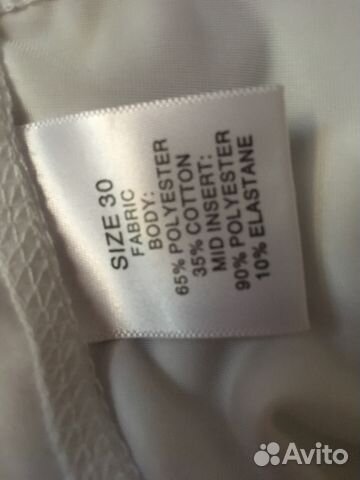 SIZE 30
FABRIC
BODY:
65% POLYESTER
35% COTTON
MID INSERT:
90% POLYESTER
10% ELASTANE
Avito